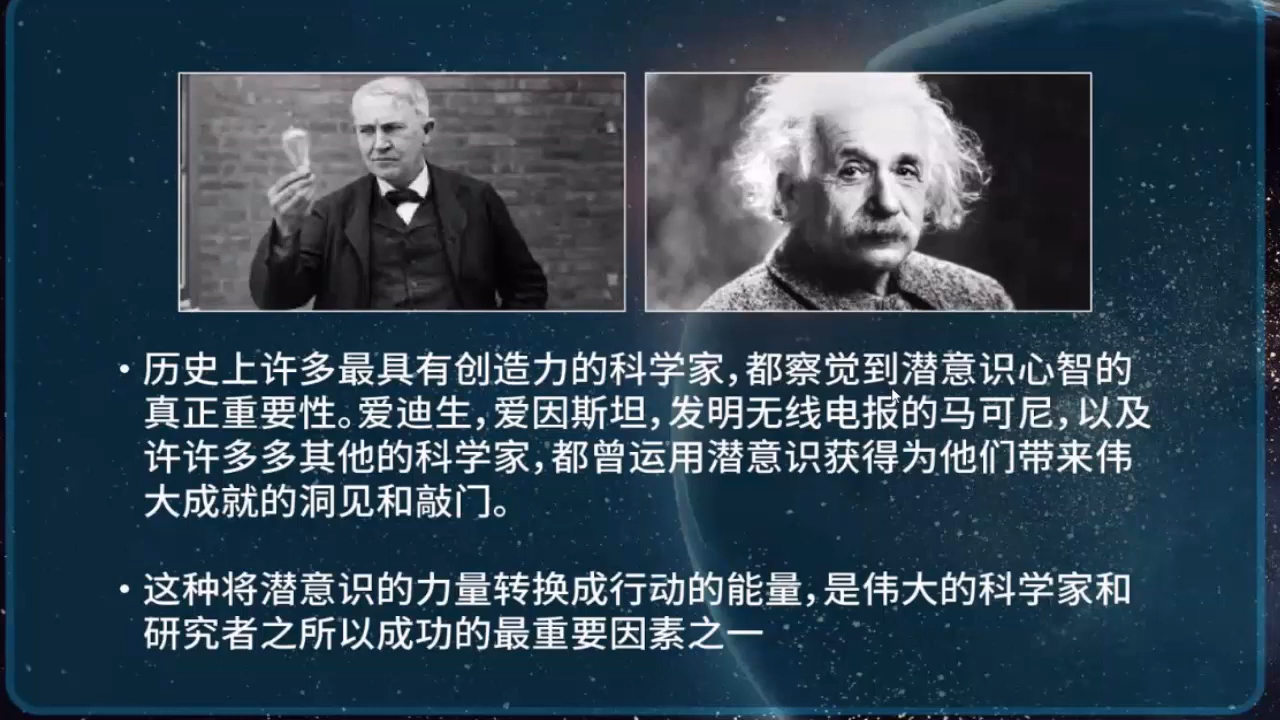 • 历史上许多最具有创造力的科学家，都察觉到潜意识心智的
真正重要性。爱迪生，爱因斯坦，发明无线电报的马可尼，以及
许许多多其他的科学家，都曾运用潜意识获得为他们带来伟
大成就的洞见和敲门。
• 这种将潜意识的力量转换成行动的能量，是伟大的科学家和
研究者之所以成功的最重要因素之一